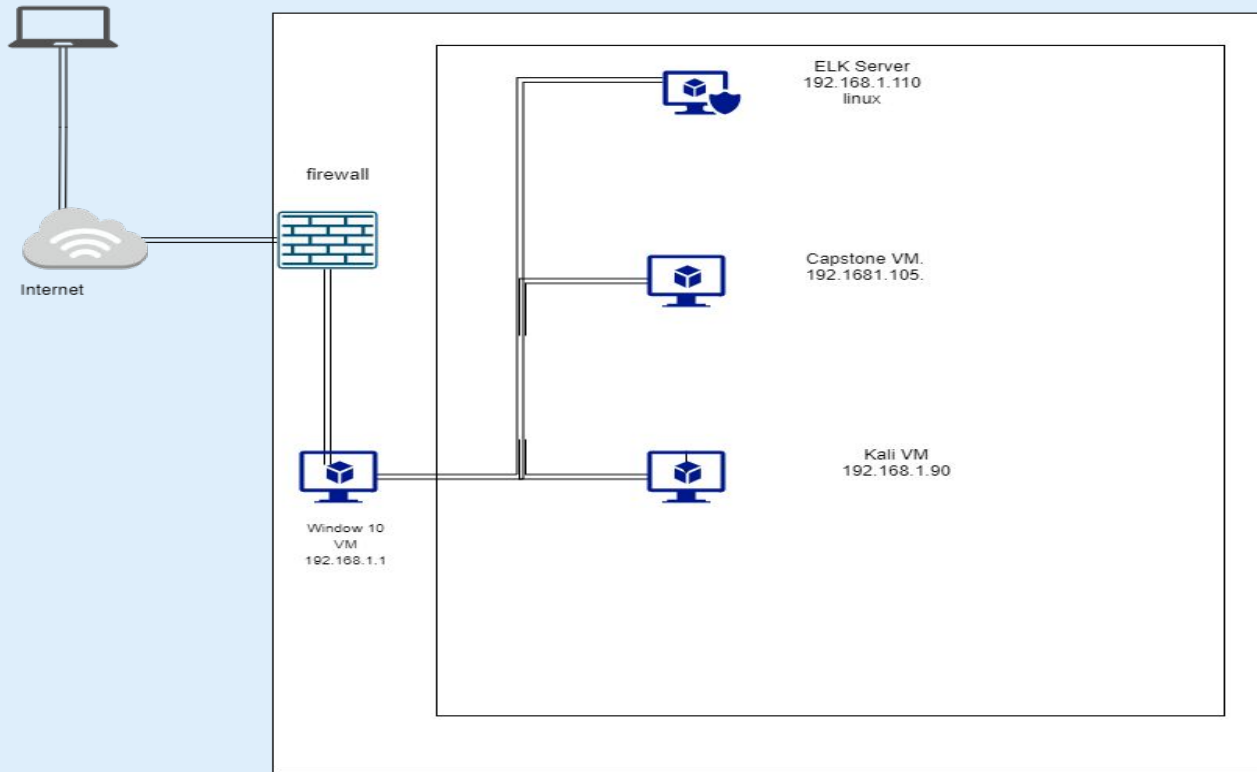 ELK Server
192.168.1.110
linux
firewall
Capstone VM.
192.1681.105.
Internet
Kali VM
192.168.1.90
Window 10
VM
192.168.1.1